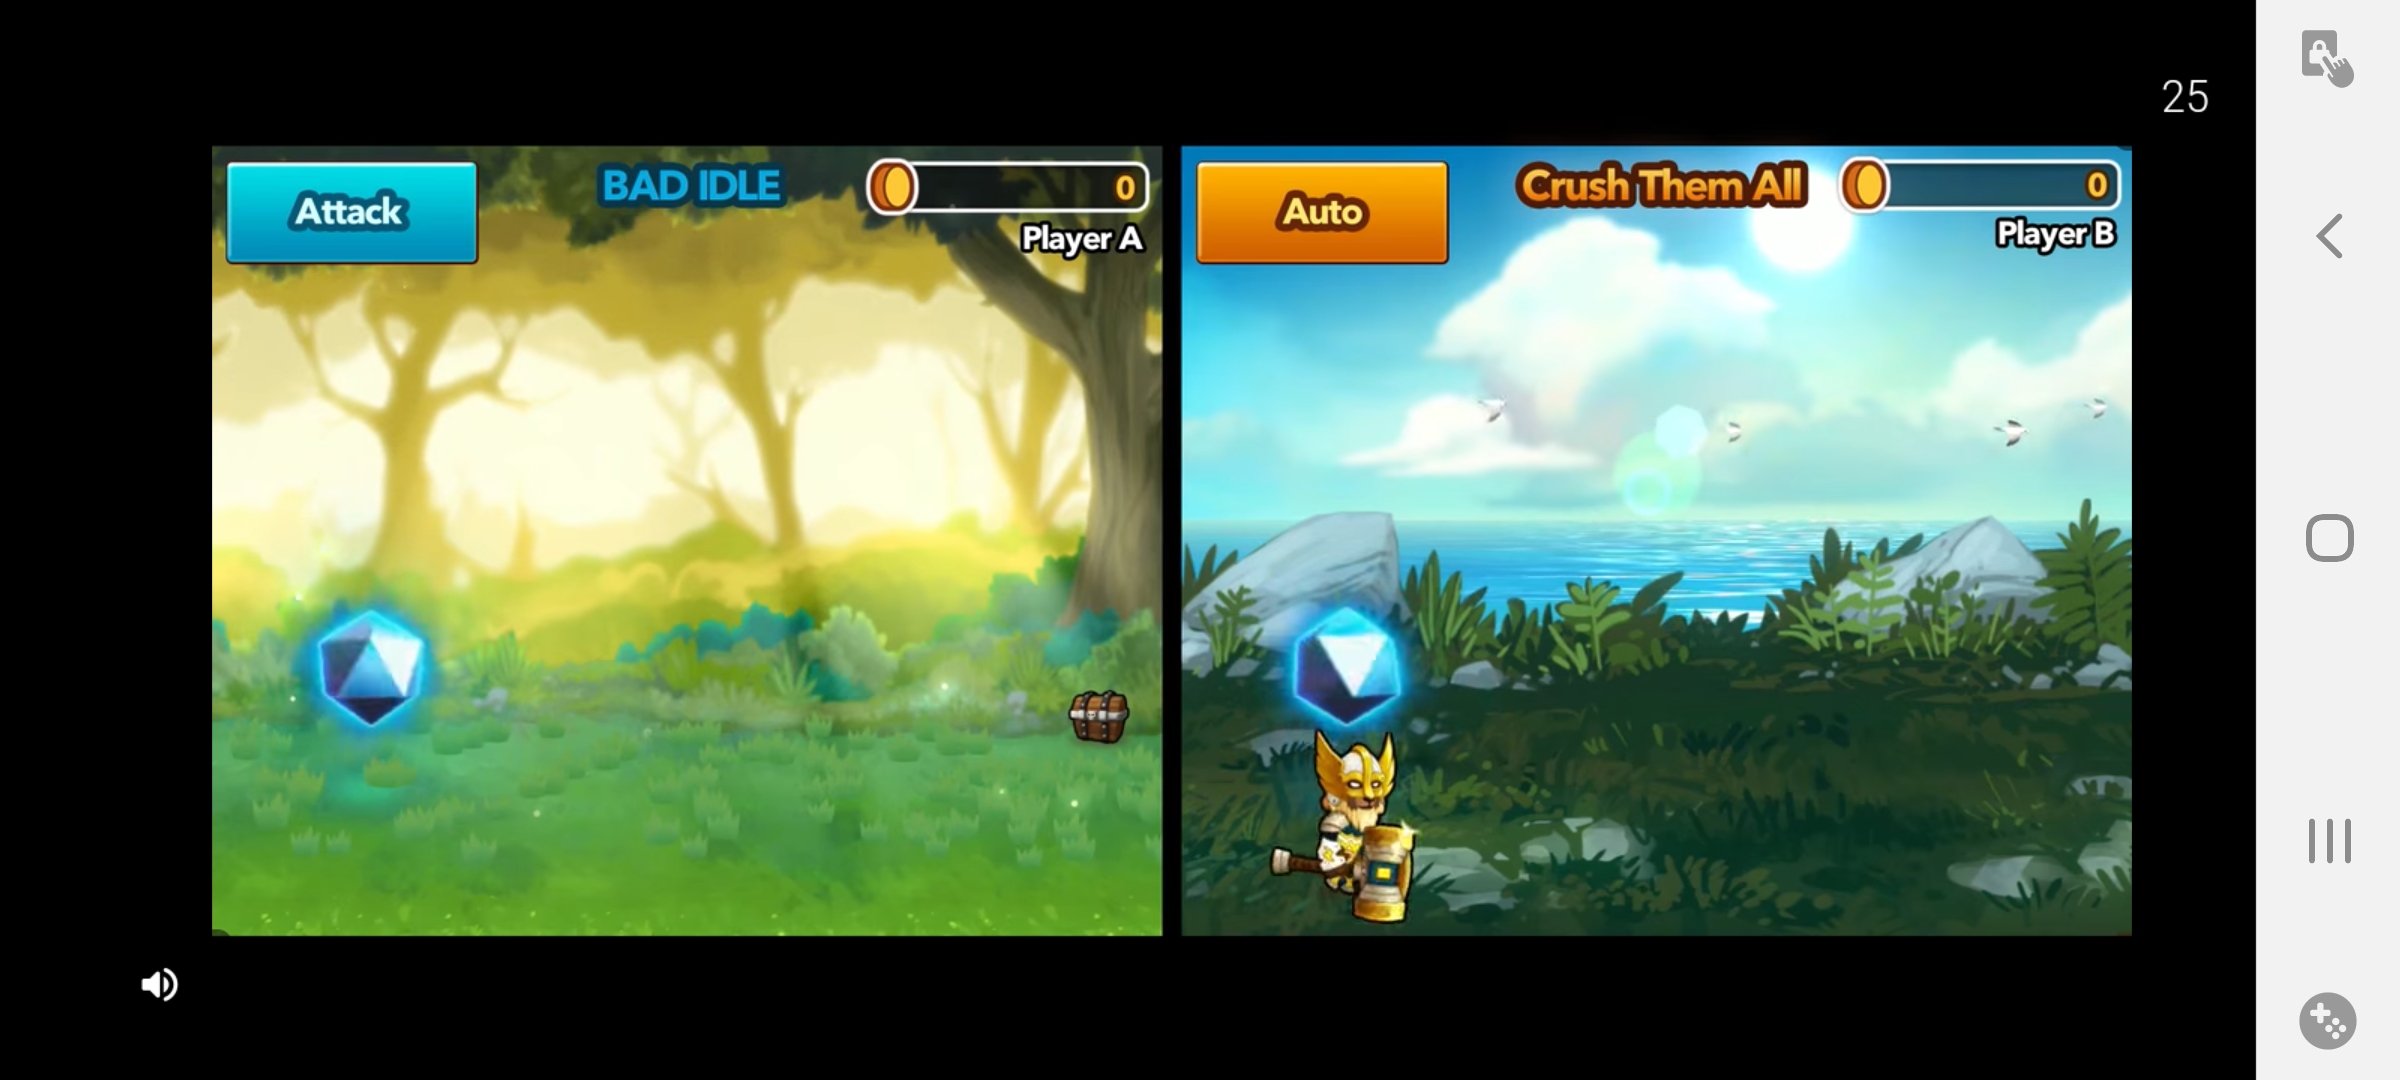 25
Attack
BAD IDLE
0
Player A
Auto
Crush Them All
0
Player B